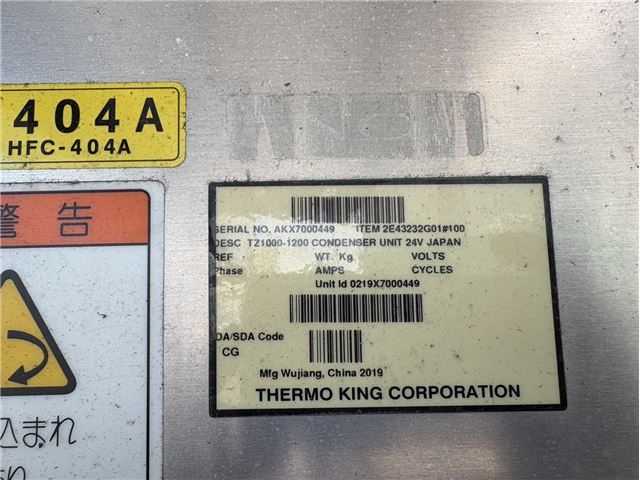 404A
HFC-404A
警告
込まれ
SERIAL NO. AKX7000449 ITEM 2E43232G01#100
DESC TZ1000-1200 CONDENSER UNIT 24V JAPAN
REF WT. Kg VOLTS
Phase AMPS CYCLES
Unit Id 0219X7000449
DA/SDA Code
CG
Mfg Wujiang, China 2019
THERMO KING CORPORATION